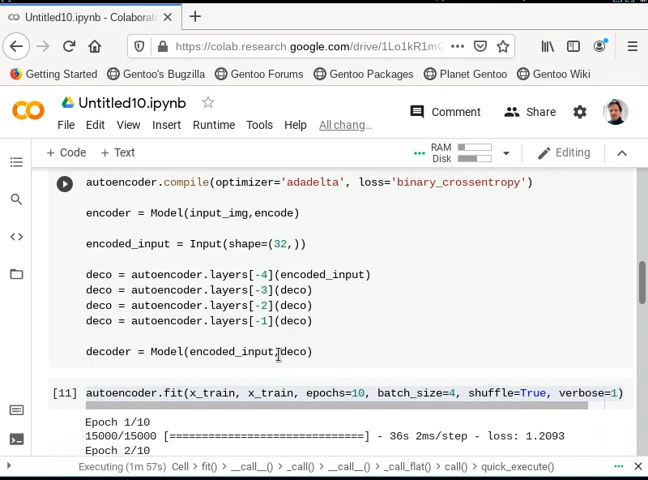 Untitled10.ipynb - Colaborato
https://colab.research.google.com/drive/1Lo1kR1mC
Getting Started Gentoo's Bugzilla Gentoo Forums Gentoo Packages Planet Gentoo Gentoo Wiki
Untitled10.ipynb
Comment Share
File Edit View Insert Runtime Tools Help All chang...
+ Code + Text
RAM
Disk
Editing
autoencoder.compile(optimizer='adadelta', loss='binary_crossentropy')
encoder = Model(input_img,encode)
encoded_input = Input(shape=(32,))
deco = autoencoder.layers[-4](encoded_input)
deco = autoencoder.layers[-3](deco)
deco = autoencoder.layers[-2](deco)
deco = autoencoder.layers[-1](deco)
decoder = Model(encoded_input,deco)
[11] autoencoder.fit(x_train, x_train, epochs=10, batch_size=4, shuffle=True, verbose=1)
Epoch 1/10
15000/15000 [==============================] - 36s 2ms/step - loss: 1.2093
Epoch 2/10
Executing (1m 57s) Cell > fit() > __call__() > _call() > __call__() > _call_flat() > call() > quick_execute()